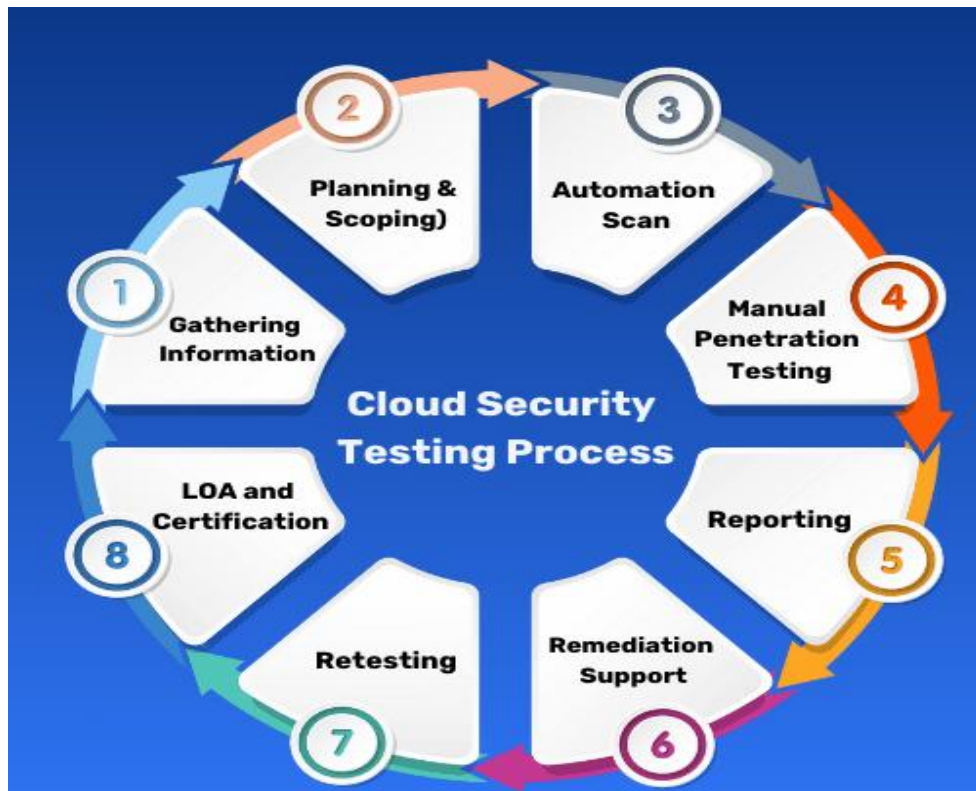 Cloud Security
Testing Process
1
Gathering
Information
2
Planning &
Scoping)
3
Automation
Scan
4
Manual
Penetration
Testing
5
Reporting
6
Remediation
Support
7
Retesting
8
LOA and
Certification